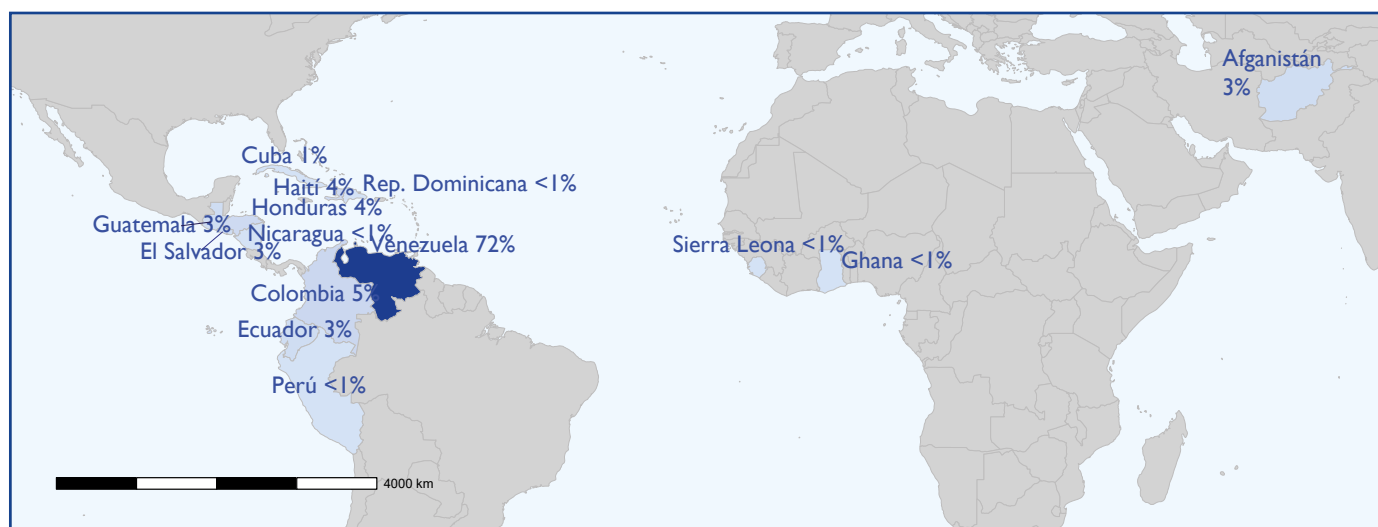 Afganistán
3%
Cuba 1%
Haití 4%
Rep. Dominicana <1%
Honduras 4%
Guatemala 3%
Nicaragua <1%
Venezuela 72%
El Salvador 3%
Sierra Leona <1%
Ghana <1%
Colombia 5%
Ecuador 3%
Perú <1%
4000 km